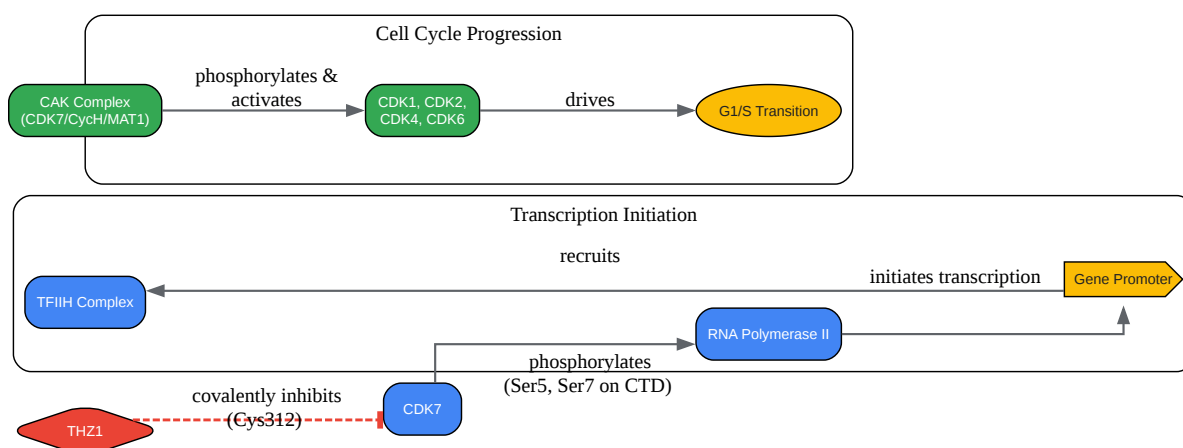 Cell Cycle Progression
phosphorylates &
activates
CAK Complex
(CDK7/CycH/MAT1)
CDK1, CDK2,
CDK4, CDK6
drives
G1/S Transition
Transcription Initiation
recruits
initiates transcription
Gene Promoter
TFIIH Complex
RNA Polymerase II
phosphorylates
(Ser5, Ser7 on CTD)
covalently inhibits
(Cys312)
CDK7
THZ1